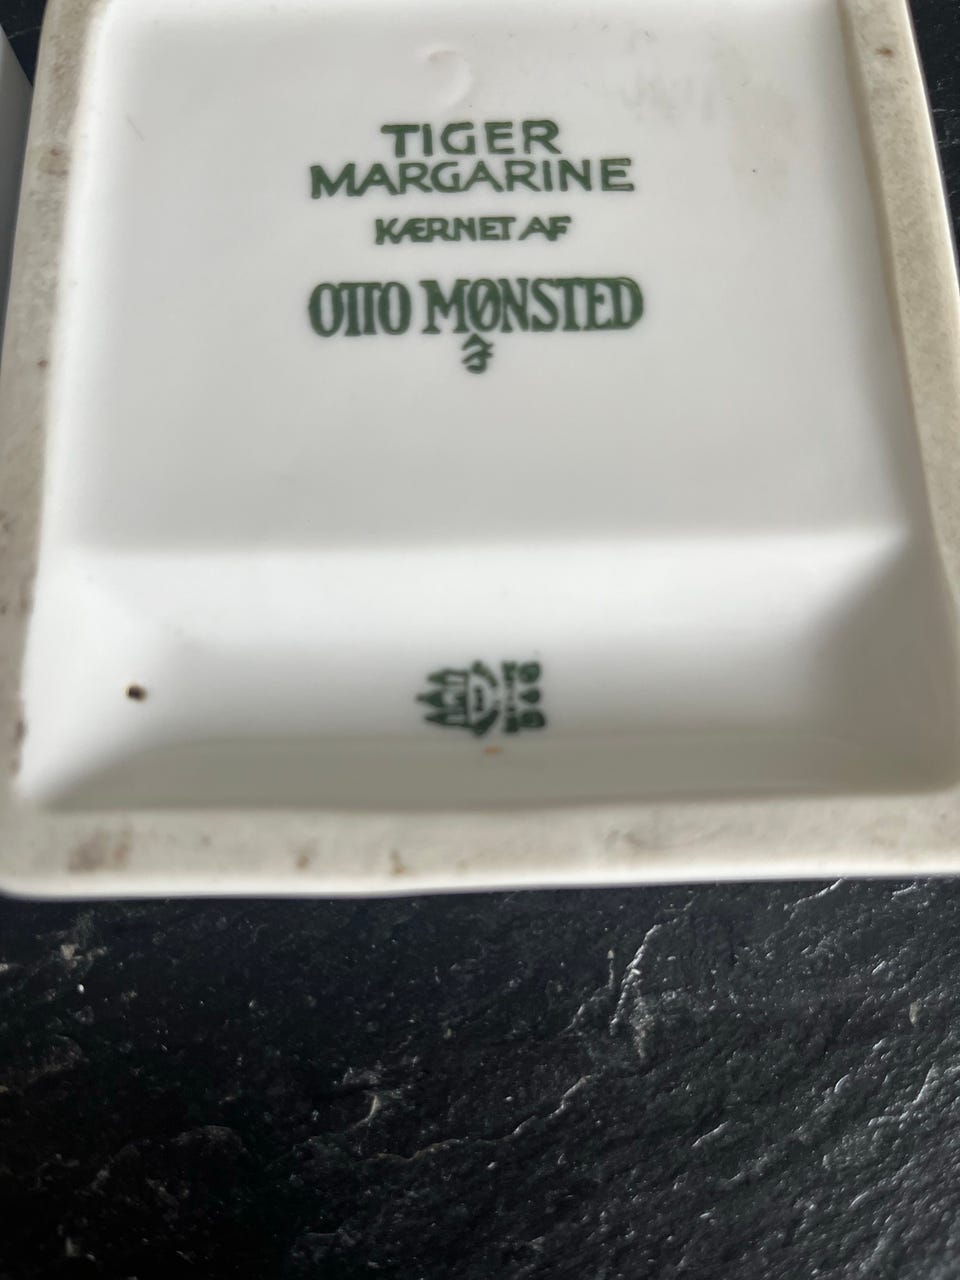 TIGER
MARGARINE
KÆRNET AF
OTTO MØNSTED